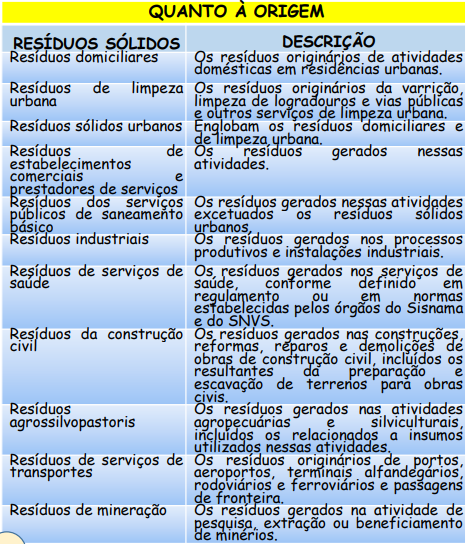 QUANTO À ORIGEM
RESÍDUOS SÓLIDOS
DESCRIÇÃO
Resíduos domiciliares
Os resíduos originários de atividades
domésticas em residências urbanas.
Resíduos de limpeza
urbana
Os resíduos originários da varrição,
limpeza de logradouros e vias públicas
e outros serviços de limpeza urbana.
Resíduos sólidos urbanos
Englobam os resíduos domiciliares e
de limpeza urbana.
Resíduos de
estabelecimentos
comerciais e
prestadores de serviços
Os resíduos gerados nessas
atividades.
Resíduos dos serviços
públicos de saneamento
básico
Os resíduos gerados nessas atividades
excetuados os resíduos sólidos
urbanos.
Resíduos industriais
Os resíduos gerados nos processos
produtivos e instalações industriais.
Resíduos de serviços de
saúde
Os resíduos gerados nos serviços de
saúde, conforme definido em
regulamento ou em normas
estabelecidas pelos órgãos do Sisnama
e do SNVS.
Resíduos da construção
civil
Os resíduos gerados nas construções,
reformas, reparos e demolições de
obras de construção civil, incluídos os
resultantes da preparação e
escavação de terrenos para obras
civis.
Resíduos
agrossilvopastoris
Os resíduos gerados nas atividades
agropecuárias e silviculturais,
incluídos os relacionados a insumos
utilizados nessas atividades.
Resíduos de serviços de
transportes
Os resíduos originários de portos,
aeroportos, terminais alfandegários,
rodoviários e ferroviários e passagens
de fronteira.
Resíduos de mineração
Os resíduos gerados na atividade de
pesquisa, extração ou beneficiamento
de minérios.